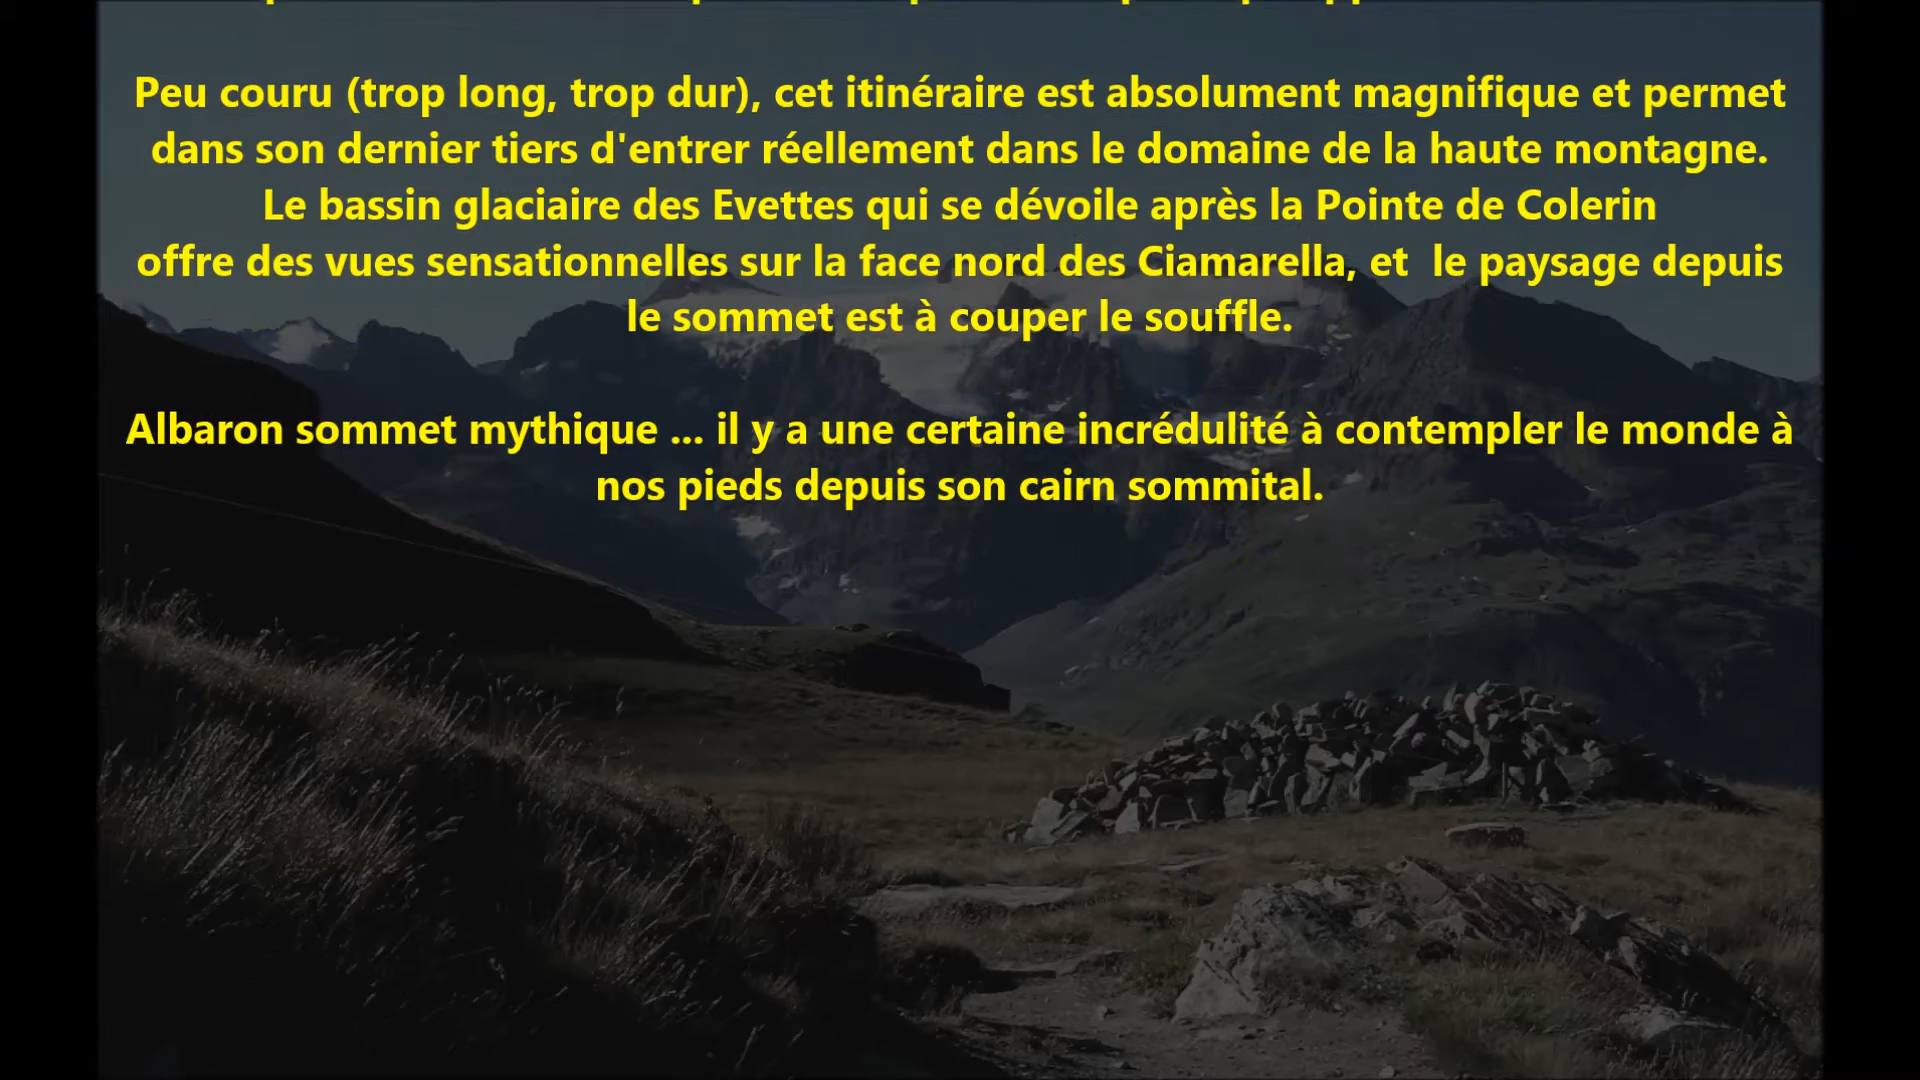 Peu couru (trop long, trop dur), cet itinéraire est absolument magnifique et permet
dans son dernier tiers d'entrer réellement dans le domaine de la haute montagne.
Le bassin glaciaire des Evettes qui se dévoile après la Pointe de Colerin
offre des vues sensationnelles sur la face nord des Ciamarella, et  le paysage depuis
le sommet est à couper le souffle.
Albaron sommet mythique ... il y a une certaine incrédulité à contempler le monde à
nos pieds depuis son cairn sommital.